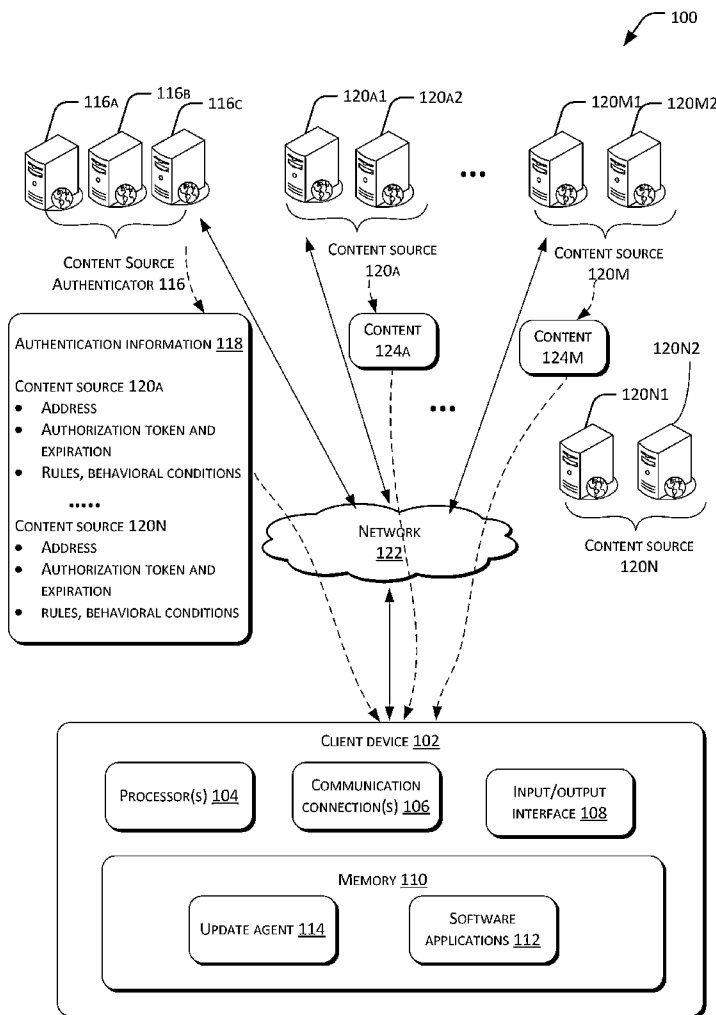 100
116A
116B
116C
120A1
120A2
120M1
120M2
CONTENT SOURCE
AUTHENTICATOR 116
CONTENT SOURCE
120A
CONTENT SOURCE
120M
AUTHENTICATION INFORMATION 118
CONTENT SOURCE 120A
• ADDRESS
• AUTHORIZATION TOKEN AND
EXPIRATION
• RULES, BEHAVIORAL CONDITIONS
.....
CONTENT SOURCE 120N
• ADDRESS
• AUTHORIZATION TOKEN AND
EXPIRATION
• RULES, BEHAVIORAL CONDITIONS
CONTENT
124A
CONTENT
124M
120N1
120N2
CONTENT SOURCE
120N
NETWORK
122
CLIENT DEVICE 102
PROCESSOR(S) 104
COMMUNICATION
CONNECTION(S) 106
INPUT/OUTPUT
INTERFACE 108
MEMORY 110
UPDATE AGENT 114
SOFTWARE
APPLICATIONS 112